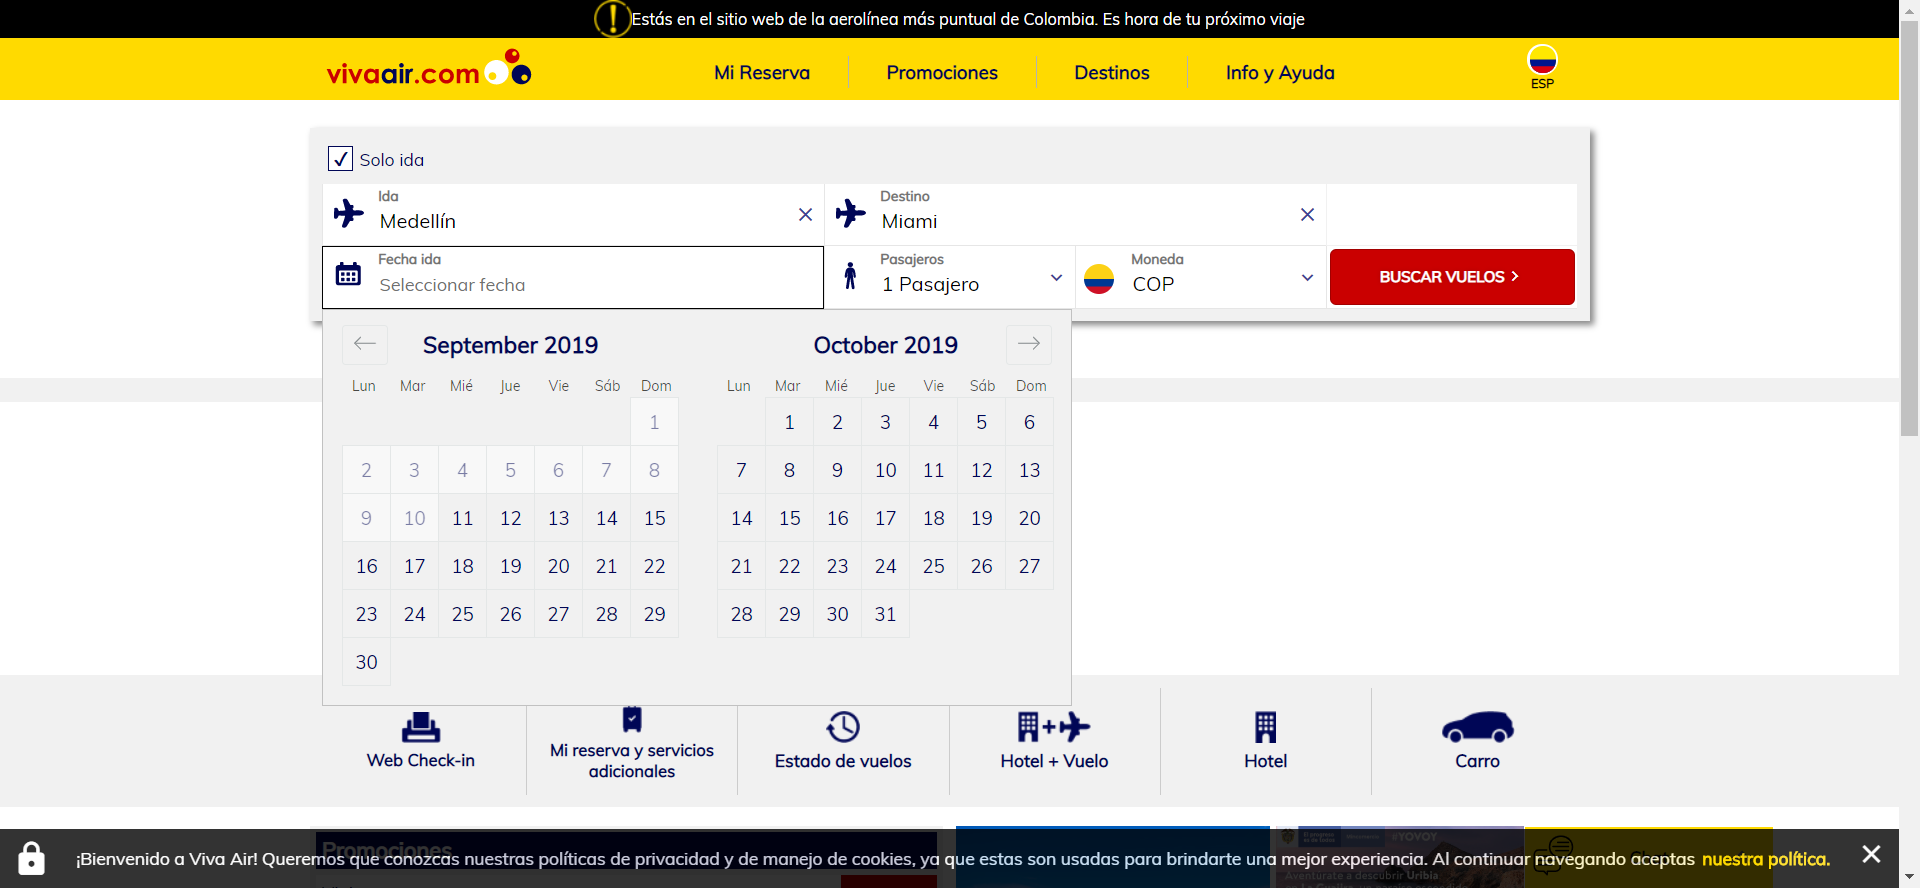 Estás en el sitio web de la aerolínea más puntual de Colombia. Es hora de tu próximo viaje
vivaair.com
Mi Reserva
Promociones
Destinos
Info y Ayuda
ESP
Solo ida
Ida
Medellín
Destino
Miami
Fecha ida
Seleccionar fecha
Pasajeros
1 Pasajero
Moneda
COP
BUSCAR VUELOS
September 2019
Lun Mar Mié Jue Vie Sáb Dom
1
2 3 4 5 6 7 8
9 10 11 12 13 14 15
16 17 18 19 20 21 22
23 24 25 26 27 28 29
30
October 2019
Lun Mar Mié Jue Vie Sáb Dom
1 2 3 4 5 6
7 8 9 10 11 12 13
14 15 16 17 18 19 20
21 22 23 24 25 26 27
28 29 30 31
Web Check-in
Mi reserva y servicios
adicionales
Estado de vuelos
Hotel + Vuelo
Hotel
Carro
Promociones
#YOVOY
¡Bienvenido a Viva Air! Queremos que conozcas nuestras políticas de privacidad y de manejo de cookies, ya que estas son usadas para brindarte una mejor experiencia. Al continuar navegando aceptas nuestra política.
Aventúrate a descubrir Uribia